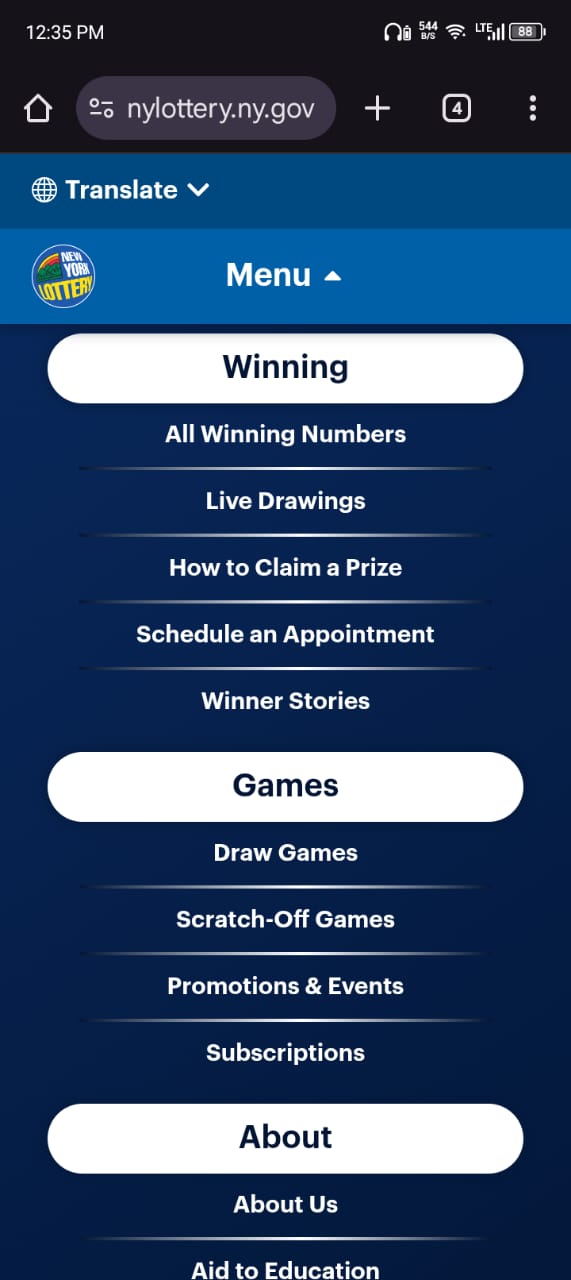 12:35 PM
544
B/S
LTE
88
nylottery.ny.gov
4
Translate
NEW
YORK
LOTTERY
Menu
Winning
All Winning Numbers
Live Drawings
How to Claim a Prize
Schedule an Appointment
Winner Stories
Games
Draw Games
Scratch-Off Games
Promotions & Events
Subscriptions
About
About Us
Aid to Education